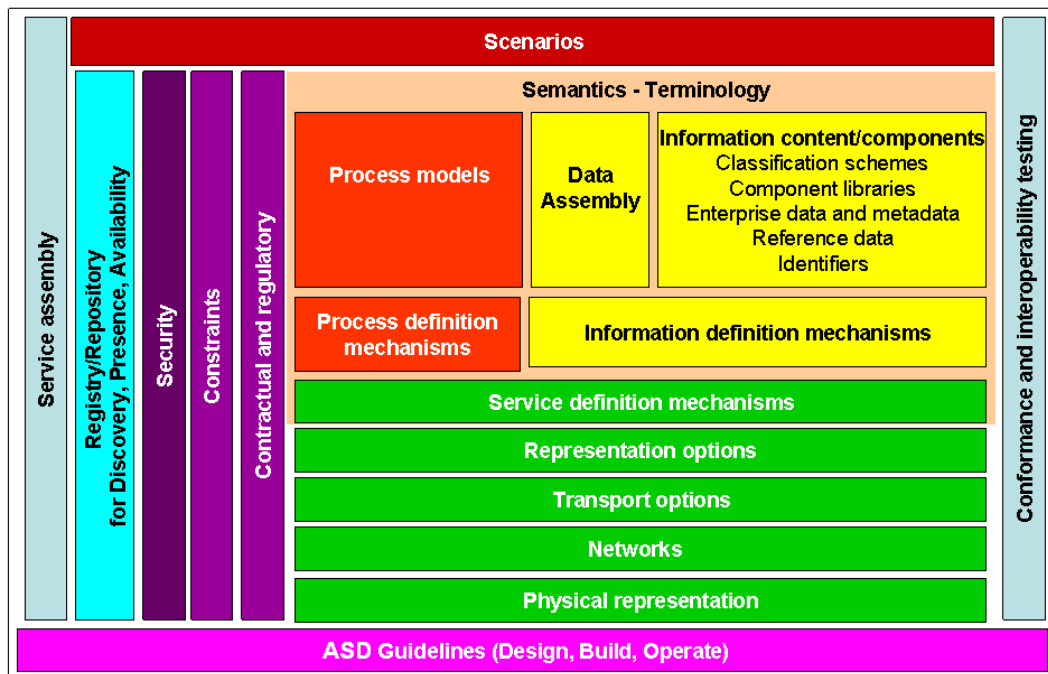 Scenarios
Service assembly
Registry/Repository
for Discovery, Presence, Availability
Security
Constraints
Contractual and regulatory
Semantics - Terminology
Process models
Data
Assembly
Information content/components
Classification schemes
Component libraries
Enterprise data and metadata
Reference data
Identifiers
Process definition
mechanisms
Information definition mechanisms
Service definition mechanisms
Representation options
Transport options
Networks
Physical representation
Conformance and interoperability testing
ASD Guidelines (Design, Build, Operate)